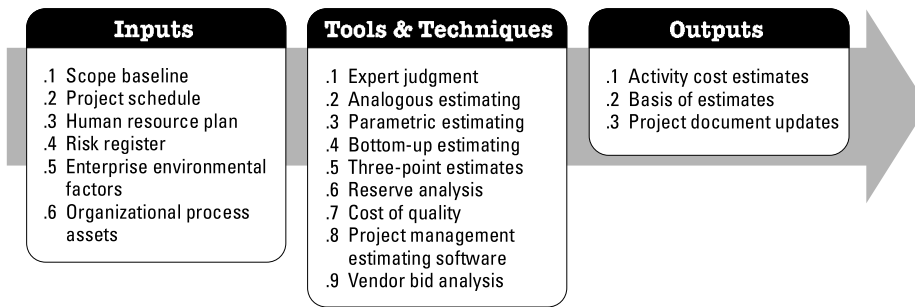 Inputs
.1 Scope baseline
.2 Project schedule
.3 Human resource plan
.4 Risk register
.5 Enterprise environmental
factors
.6 Organizational process
assets
Tools & Techniques
.1 Expert judgment
.2 Analogous estimating
.3 Parametric estimating
.4 Bottom-up estimating
.5 Three-point estimates
.6 Reserve analysis
.7 Cost of quality
.8 Project management
estimating software
.9 Vendor bid analysis
Outputs
.1 Activity cost estimates
.2 Basis of estimates
.3 Project document updates